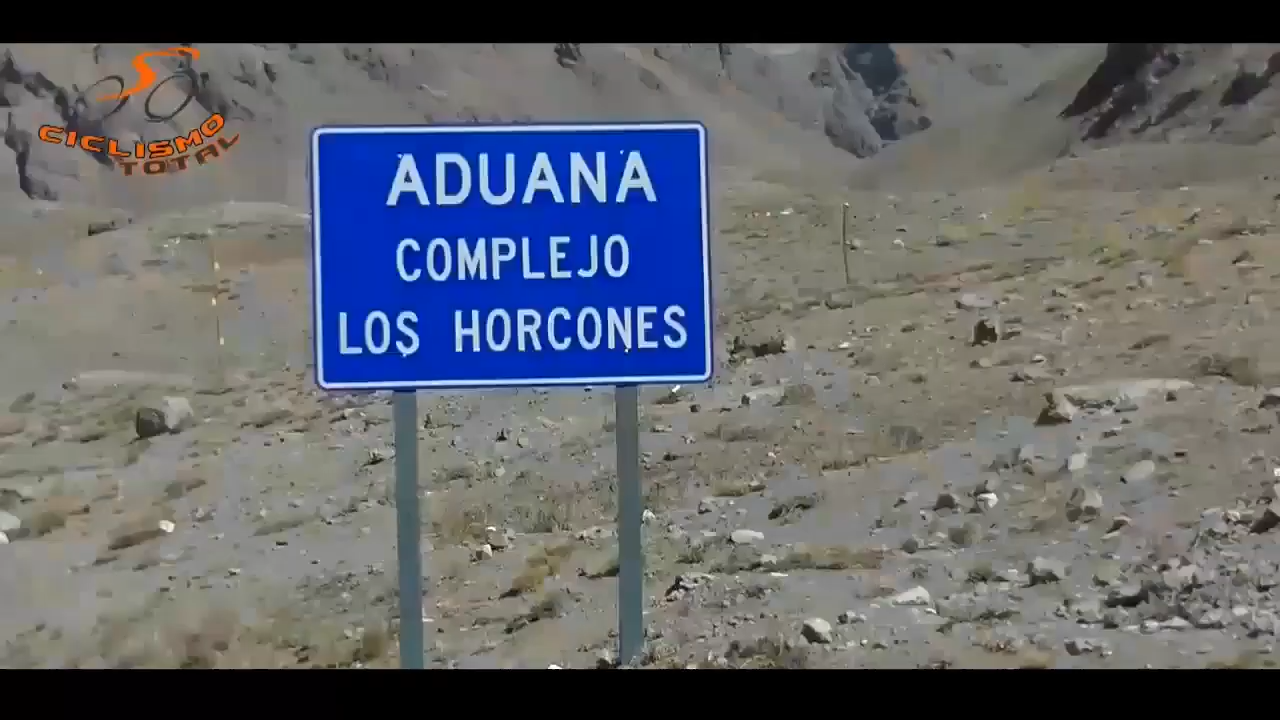 CICLISMO
TOTAL
ADUANA
COMPLEJO
LOS HORCONES